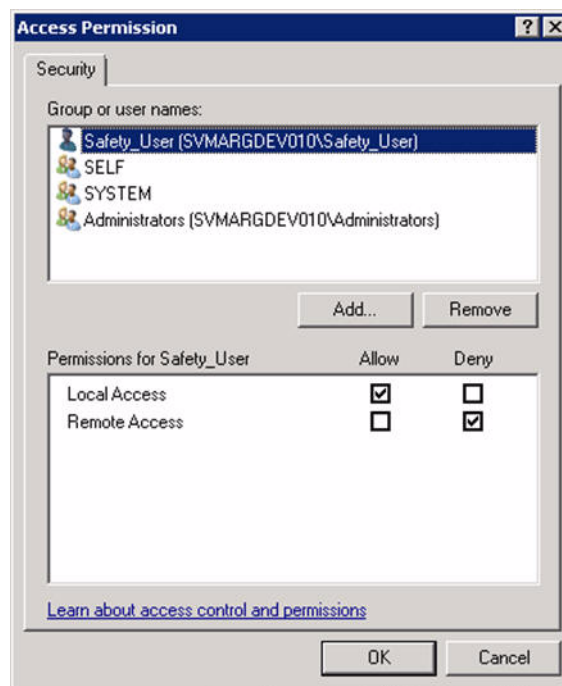 Access Permission
Security
Group or user names:
Safety_User (SVMARGDEV010\Safety_User)
SELF
SYSTEM
Administrators (SVMARGDEV010\Administrators)
Add... Remove
Permissions for Safety_User Allow Deny
Local Access
Remote Access
Learn about access control and permissions
OK Cancel